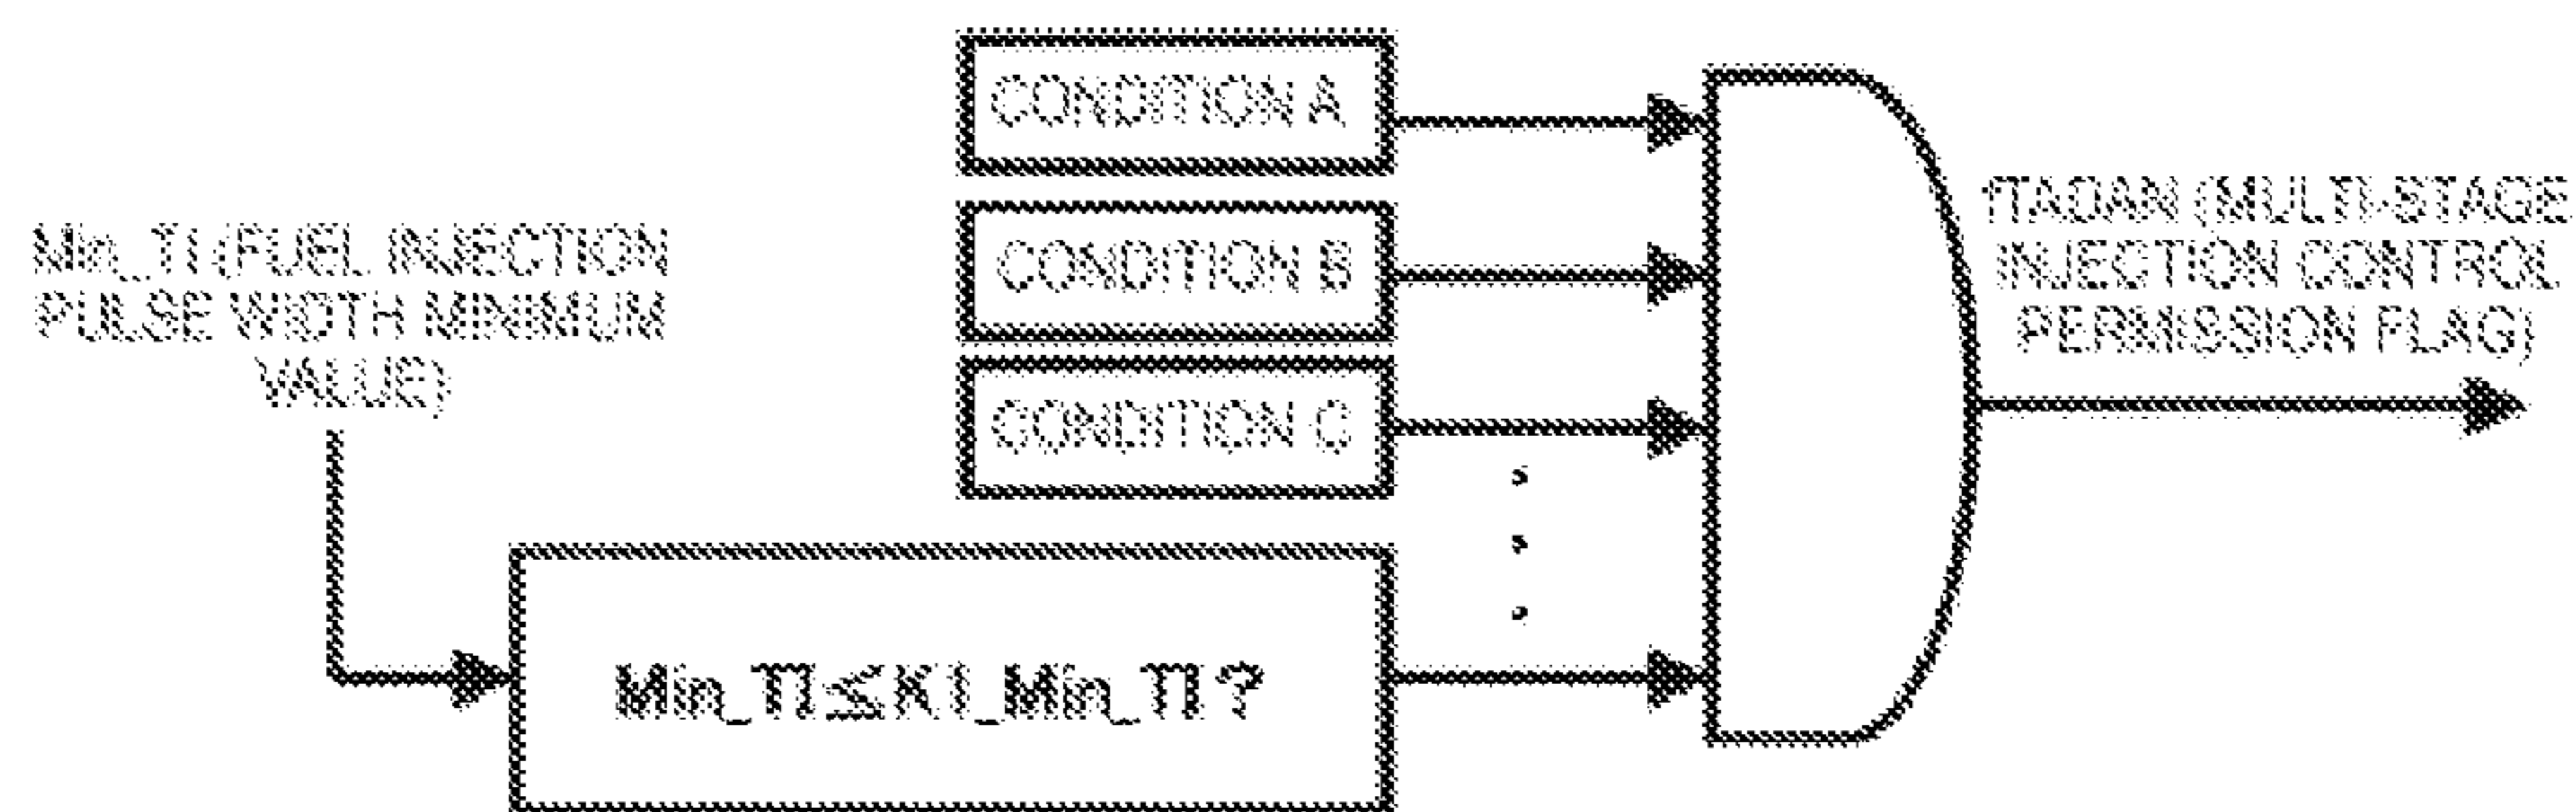 CONDITION A
Min_TI (FUEL INJECTION
PULSE WIDTH MINIMUM
VALUE)
CONDITION B
CONDITION C
fTADAN (MULTI-STAGE
INJECTION CONTROL
PERMISSION FLAG)
Min_TI≦K1_Min_TI?